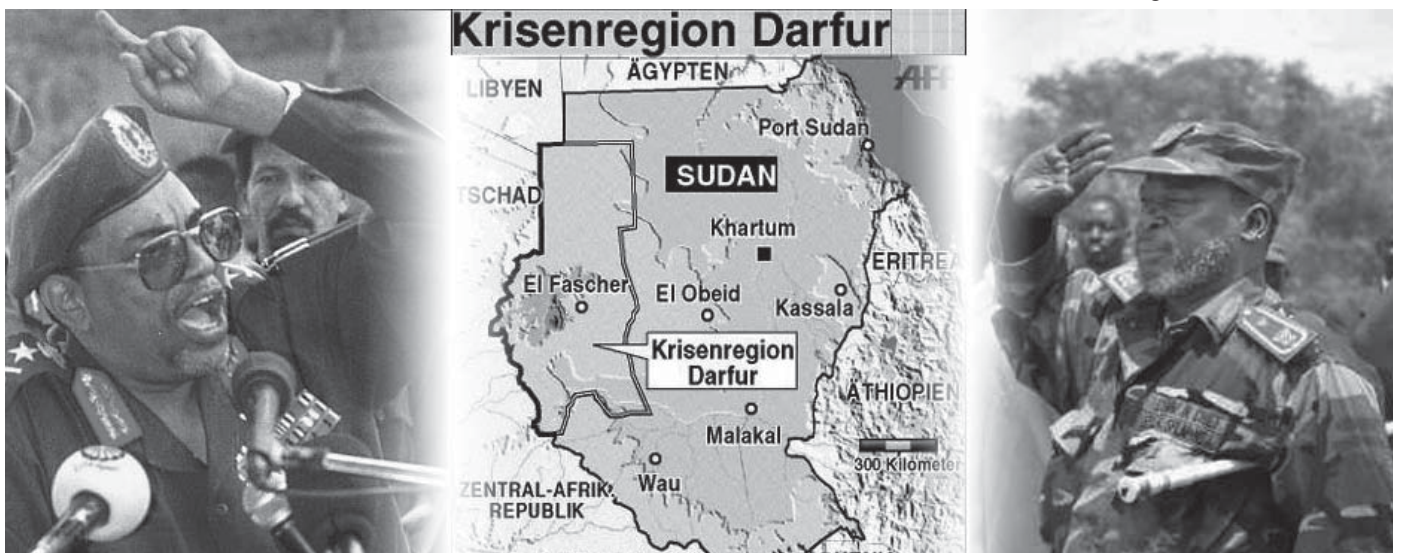 Krisenregion Darfur
ÄGYPTEN
AFP
LIBYEN
Port Sudan
SUDAN
TSCHAD
Khartum
ERITREA
El Fascher
El Obeid
Kassala
Krisenregion
Darfur
ÄTHIOPIEN
Malakal
300 Kilometer
Wau
ZENTRAL-AFRIK.
REPUBLIK